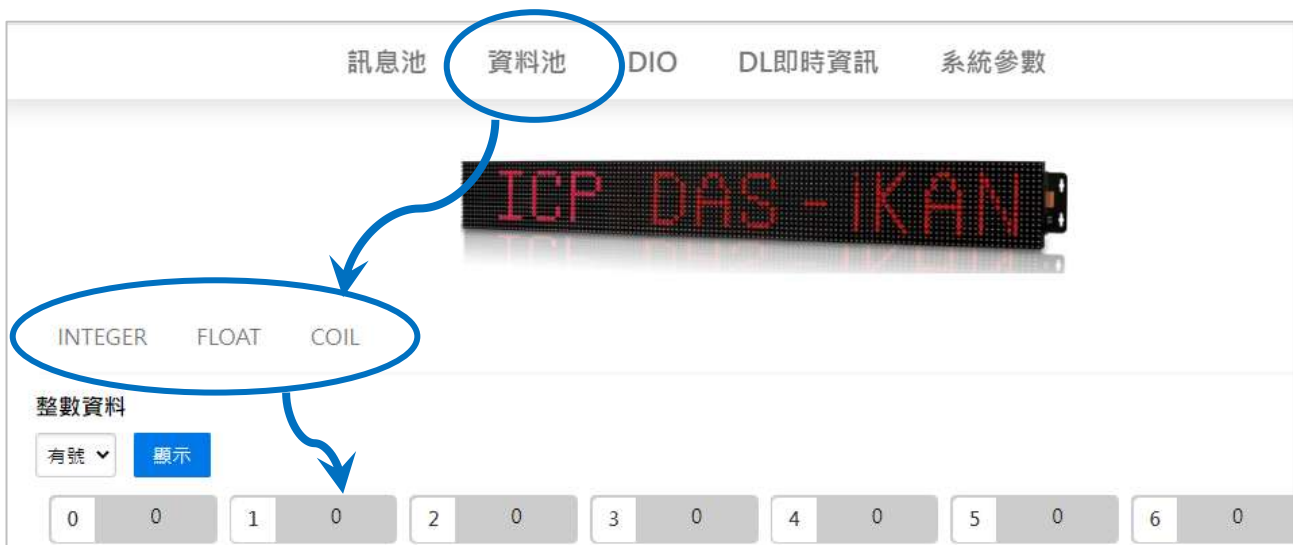 訊息池 資料池 DIO DL即時資訊 系統參數
ICP DAS - iKAN
INTEGER FLOAT COIL
整數資料
有號 顯示
0 0 1 0 2 0 3 0 4 0 5 0 6 0